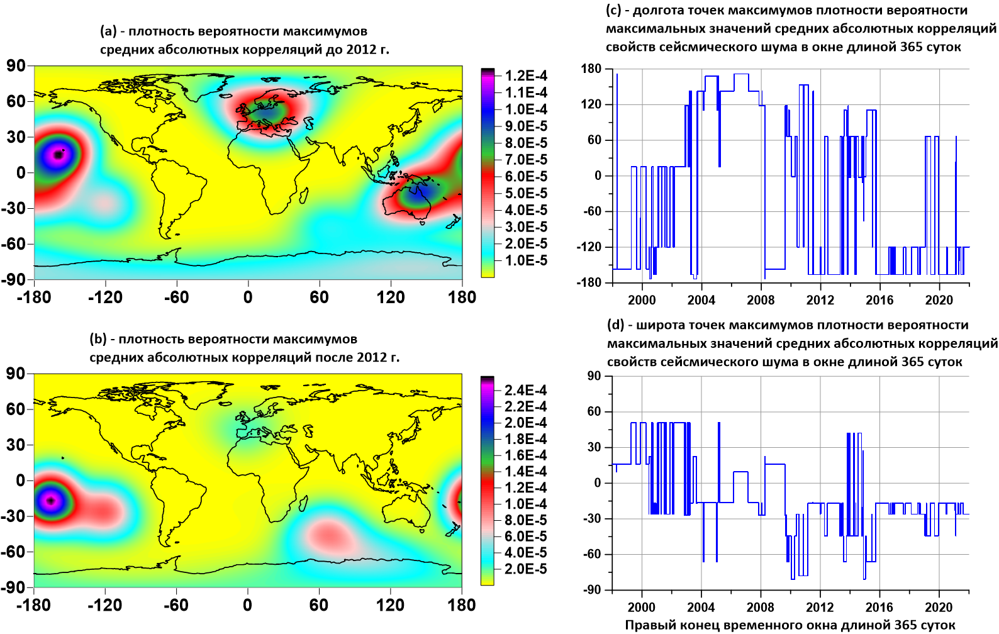 (a) - плотность вероятности максимумов
средних абсолютных корреляций до 2012 г.
90
60
30
0
-30
-60
-90
-180 -120 -60 0 60 120 180
1.2E-4
1.1E-4
1.0E-4
9.0E-5
8.0E-5
7.0E-5
6.0E-5
5.0E-5
4.0E-5
3.0E-5
2.0E-5
1.0E-5
(b) - плотность вероятности максимумов
средних абсолютных корреляций после 2012 г.
90
60
30
0
-30
-60
-90
-180 -120 -60 0 60 120 180
2.4E-4
2.2E-4
2.0E-4
1.8E-4
1.6E-4
1.4E-4
1.2E-4
1.0E-4
8.0E-5
6.0E-5
4.0E-5
2.0E-5
(c) - долгота точек максимумов плотности вероятности
максимальных значений средних абсолютных корреляций
свойств сейсмического шума в окне длиной 365 суток
180
120
60
0
-60
-120
-180
2000 2004 2008 2012 2016 2020
(d) - широта точек максимумов плотности вероятности
максимальных значений средних абсолютных корреляций
свойств сейсмического шума в окне длиной 365 суток
90
60
30
0
-30
-60
-90
2000 2004 2008 2012 2016 2020
Правый конец временного окна длиной 365 суток